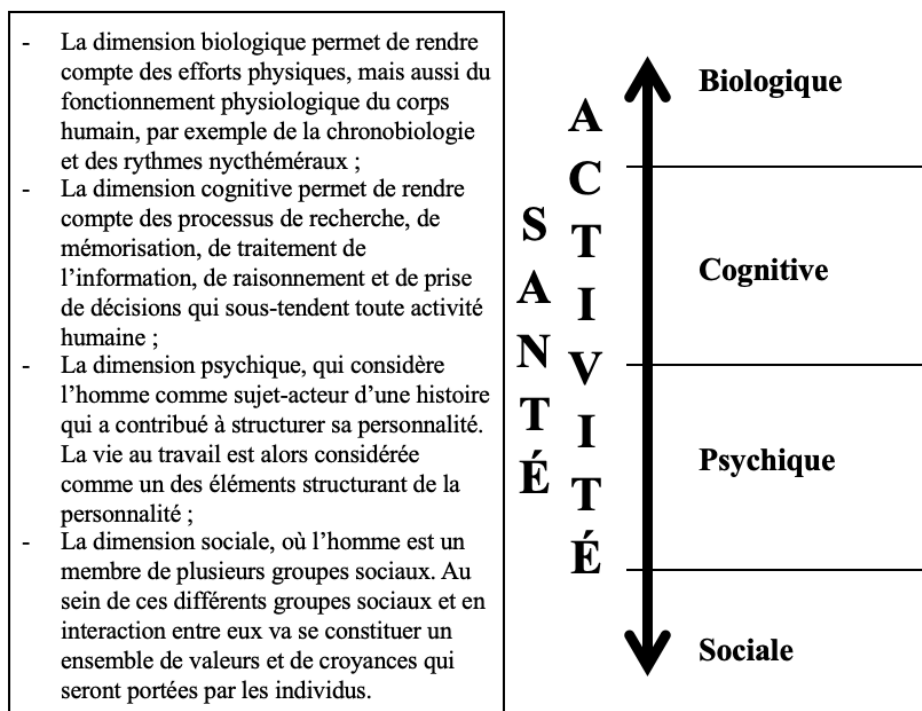 - La dimension biologique permet de rendre
compte des efforts physiques, mais aussi du
fonctionnement physiologique du corps
humain, par exemple de la chronobiologie
et des rythmes nycthéméraux ;
- La dimension cognitive permet de rendre
compte des processus de recherche, de
mémorisation, de traitement de
l’information, de raisonnement et de prise
de décisions qui sous-tendent toute activité
humaine ;
- La dimension psychique, qui considère
l’homme comme sujet-acteur d’une histoire
qui a contribué à structurer sa personnalité.
La vie au travail est alors considérée
comme un des éléments structurant de la
personnalité ;
- La dimension sociale, où l’homme est un
membre de plusieurs groupes sociaux. Au
sein de ces différents groupes sociaux et en
interaction entre eux va se constituer un
ensemble de valeurs et de croyances qui
seront portées par les individus.
SANTÉ
ACTIVITÉ
Biologique
Cognitive
Psychique
Sociale